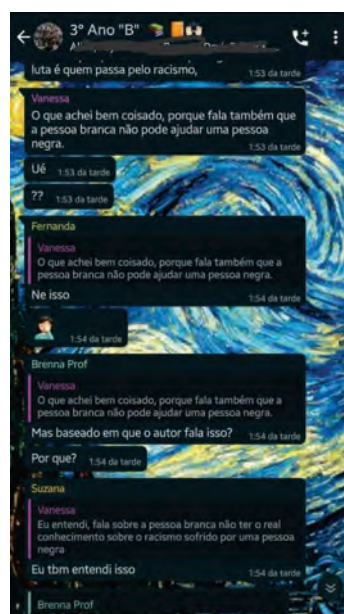 3° Ano "B"
luta é quem passa pelo racismo,
1:53 da tarde
Vanessa
O que achei bem coisado, porque fala também que
a pessoa branca não pode ajudar uma pessoa
negra.
1:53 da tarde
Ué 1:53 da tarde
?? 1:53 da tarde
Fernanda
Vanessa
O que achei bem coisado, porque fala também que a
pessoa branca não pode ajudar uma pessoa negra.
Ne isso
1:54 da tarde
1:54 da tarde
Brenna Prof
Vanessa
O que achei bem coisado, porque fala também que a
pessoa branca não pode ajudar uma pessoa negra.
Mas baseado em que o autor fala isso? 1:54 da tarde
Por que? 1:54 da tarde
Suzana
Vanessa
Eu entendi, fala sobre a pessoa branca não ter o real
conhecimento sobre o racismo sofrido por uma pessoa
negra
Eu tbm entendi isso
1:54 da tarde
Brenna Prof